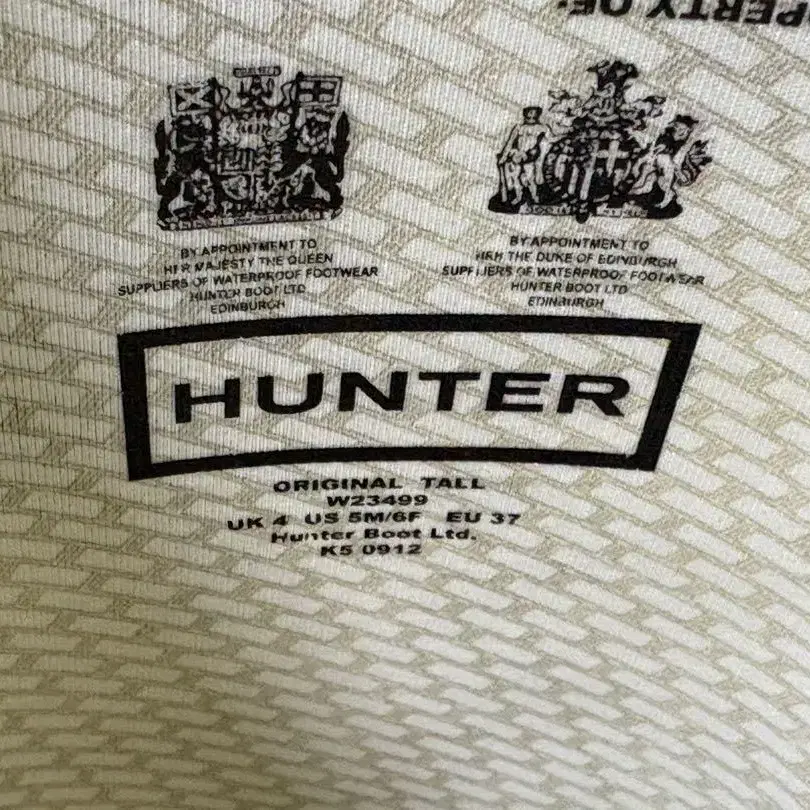 PERTY OF:
BY APPOINTMENT TO
HER MAJESTY THE QUEEN
SUPPLIERS OF WATERPROOF FOOTWEAR
HUNTER BOOT LTD
EDINBURGH
BY APPOINTMENT TO
HRH THE DUKE OF EDINBURGH
SUPPLIERS OF WATERPROOF FOOTWEAR
HUNTER BOOT LTD
EDINBURGH
HUNTER
ORIGINAL TALL
W23499
UK 4 US 5M/6F EU 37
Hunter Boot Ltd.
K5 0912